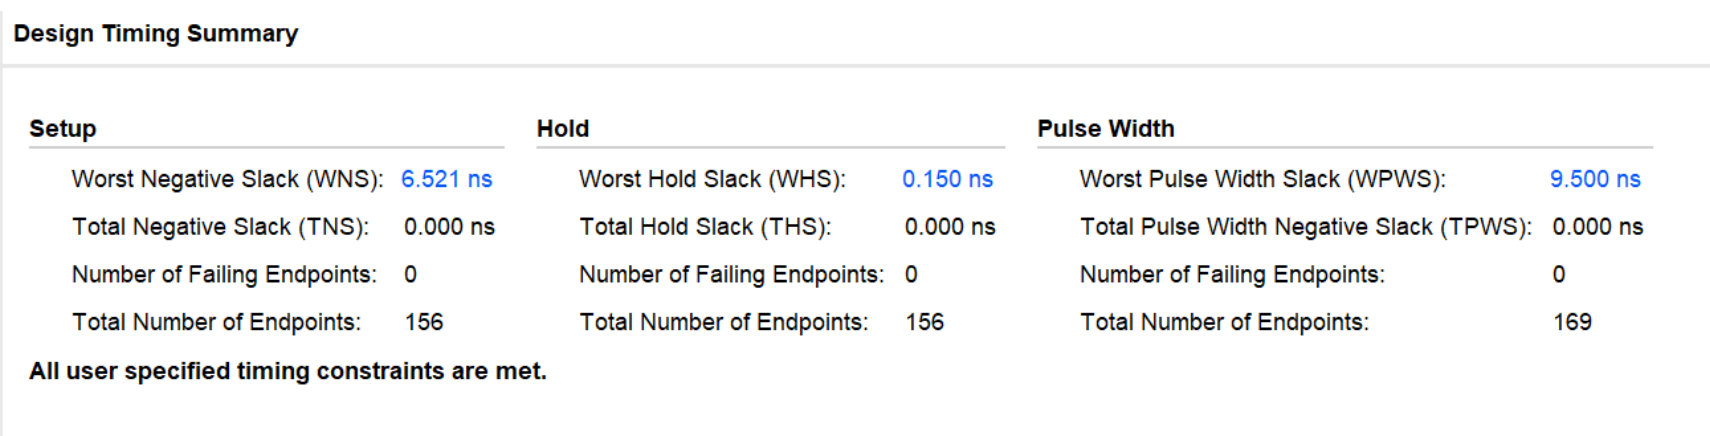 Design Timing Summary
Setup
Worst Negative Slack (WNS): 6.521 ns
Total Negative Slack (TNS): 0.000 ns
Number of Failing Endpoints: 0
Total Number of Endpoints: 156
Hold
Worst Hold Slack (WHS): 0.150 ns
Total Hold Slack (THS): 0.000 ns
Number of Failing Endpoints: 0
Total Number of Endpoints: 156
Pulse Width
Worst Pulse Width Slack (WPWS): 9.500 ns
Total Pulse Width Negative Slack (TPWS): 0.000 ns
Number of Failing Endpoints: 0
Total Number of Endpoints: 169
All user specified timing constraints are met.